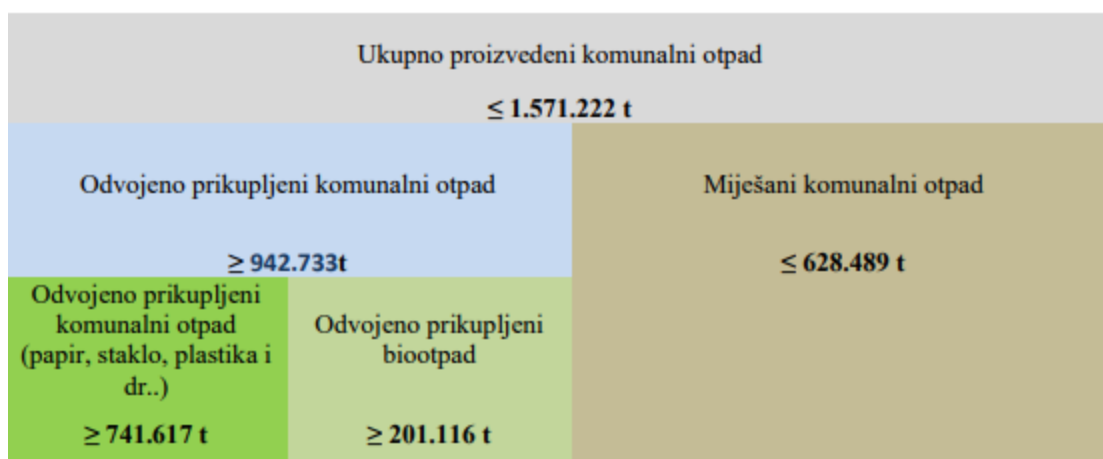 Ukupno proizvedeni komunalni otpad
≤ 1.571.222 t
Odvojeno prikupljeni komunalni otpad
≥ 942.733t
Miješani komunalni otpad
≤ 628.489 t
Odvojeno prikupljeni
komunalni otpad
(papir, staklo, plastika i
dr..)
≥ 741.617 t
Odvojeno prikupljeni
biootpad
≥ 201.116 t